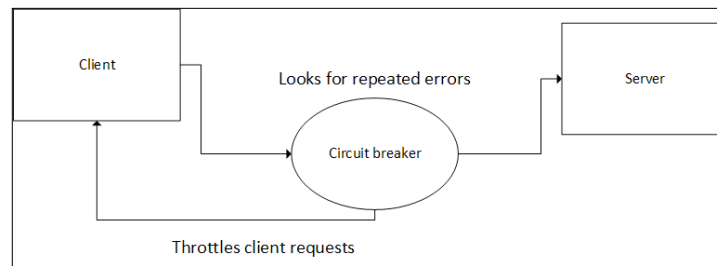 Client
Looks for repeated errors
Server
Circuit breaker
Throttles client requests